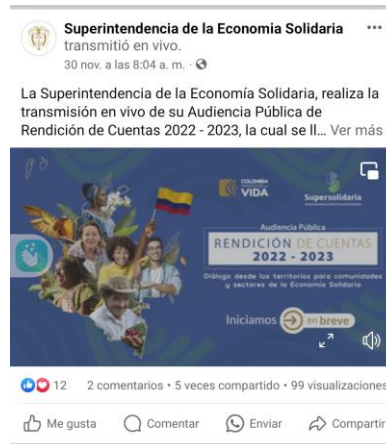 Superintendencia de la Economia Solidaria
transmitió en vivo.
30 nov. a las 8:04 a. m.
La Superintendencia de la Economía Solidaria, realiza la
transmisión en vivo de su Audiencia Pública de
Rendición de Cuentas 2022 - 2023, la cual se ll... Ver más
COLOMBIA
VIDA
Supersolidaria
Audiencia Pública
RENDICIÓN DE CUENTAS
2022 - 2023
Diálogo desde los territorios para comunidades
y sectores de la Economía Solidaria
Iniciamos en breve
12 2 comentarios • 5 veces compartido • 99 visualizaciones
Me gusta Comentar Enviar Compartir